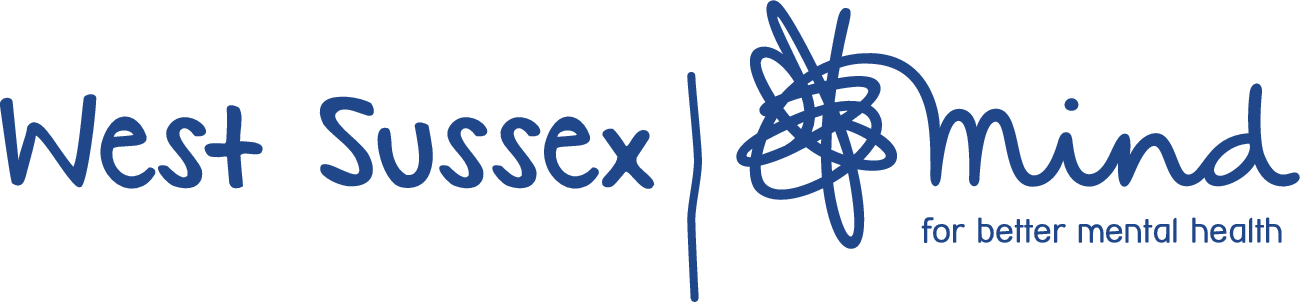 West Sussex
mind
for better mental health